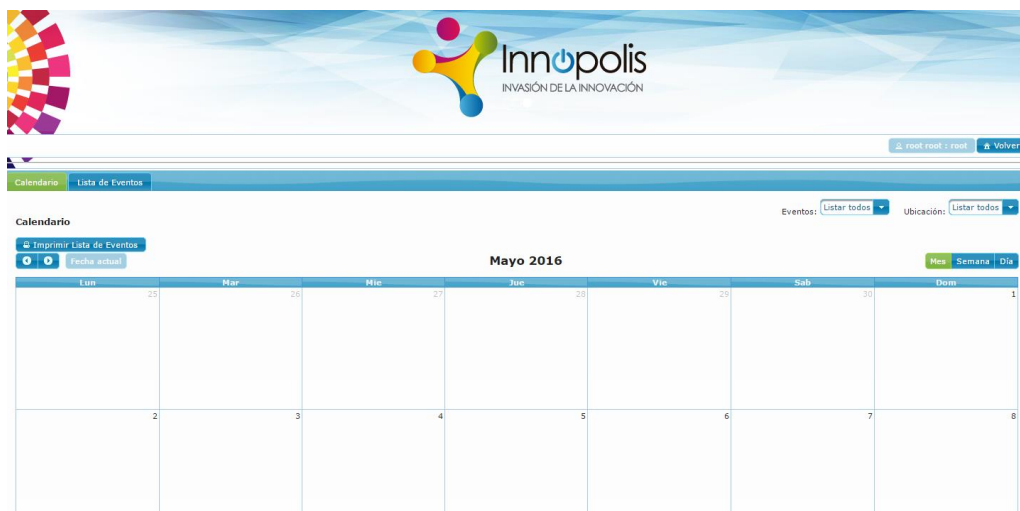 Innopolis
INVASIÓN DE LA INNOVACIÓN
root root : root Volver
Calendario Lista de Eventos
Eventos: Listar todos Ubicación: Listar todos
Calendario
Imprimir Lista de Eventos
Fecha actual Mayo 2016 Mes Semana Día
Lun Mar Mie Jue Vie Sab Dom
25 26 27 28 29 30 1
2 3 4 5 6 7 8